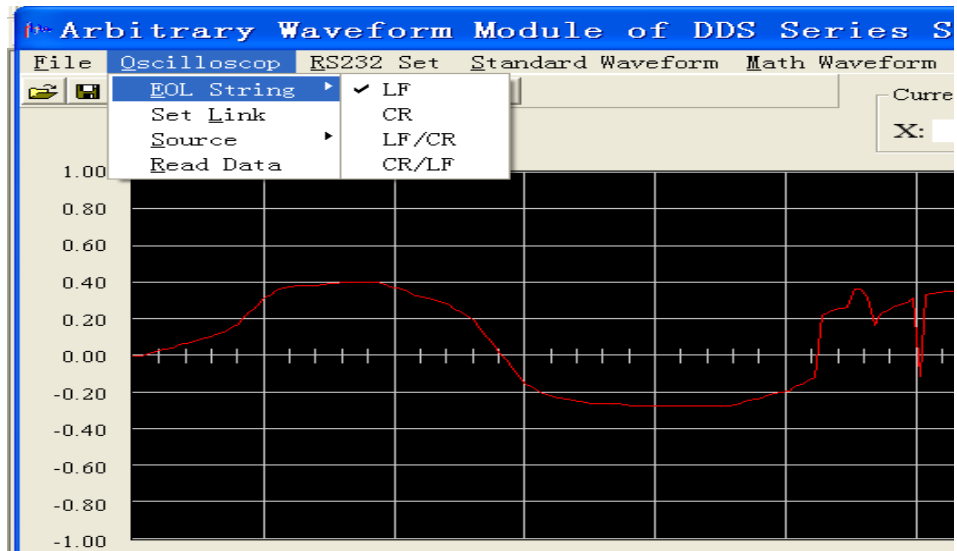 Arbitrary Waveform Module of DDS Series S
File Oscilloscop RS232 Set Standard Waveform Math Waveform
EOL String
Set Link
Source
Read Data
LF
CR
LF/CR
CR/LF
Curre
X:
1.00
0.80
0.60
0.40
0.20
0.00
-0.20
-0.40
-0.60
-0.80
-1.00